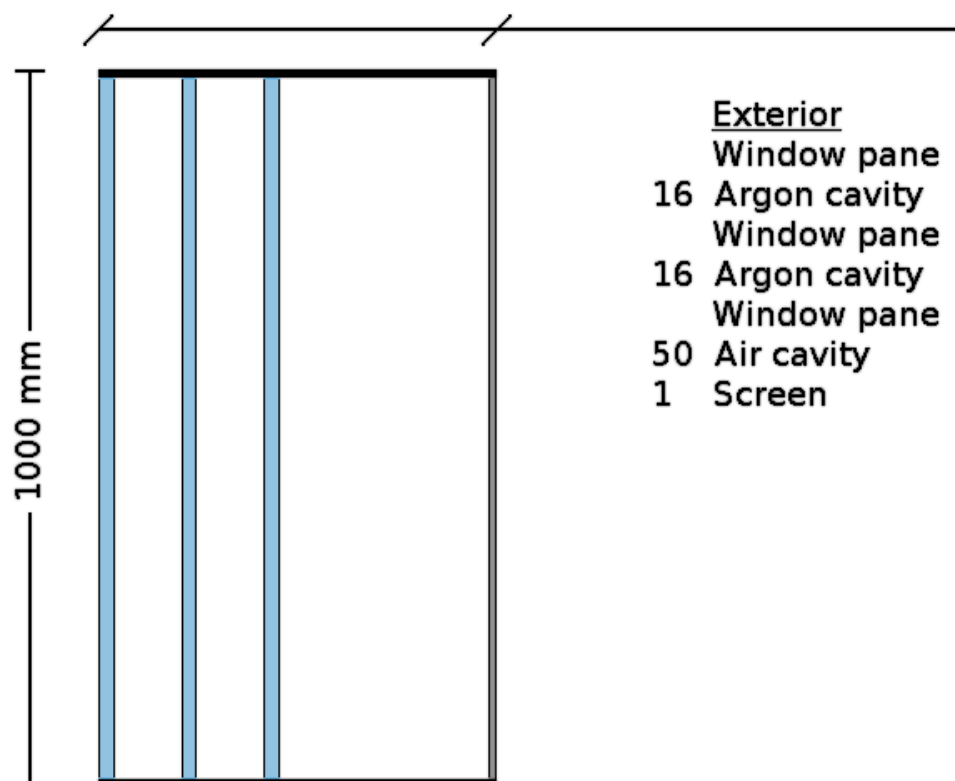 1000 mm
Exterior
Window pane
16 Argon cavity
Window pane
16 Argon cavity
Window pane
50 Air cavity
1 Screen